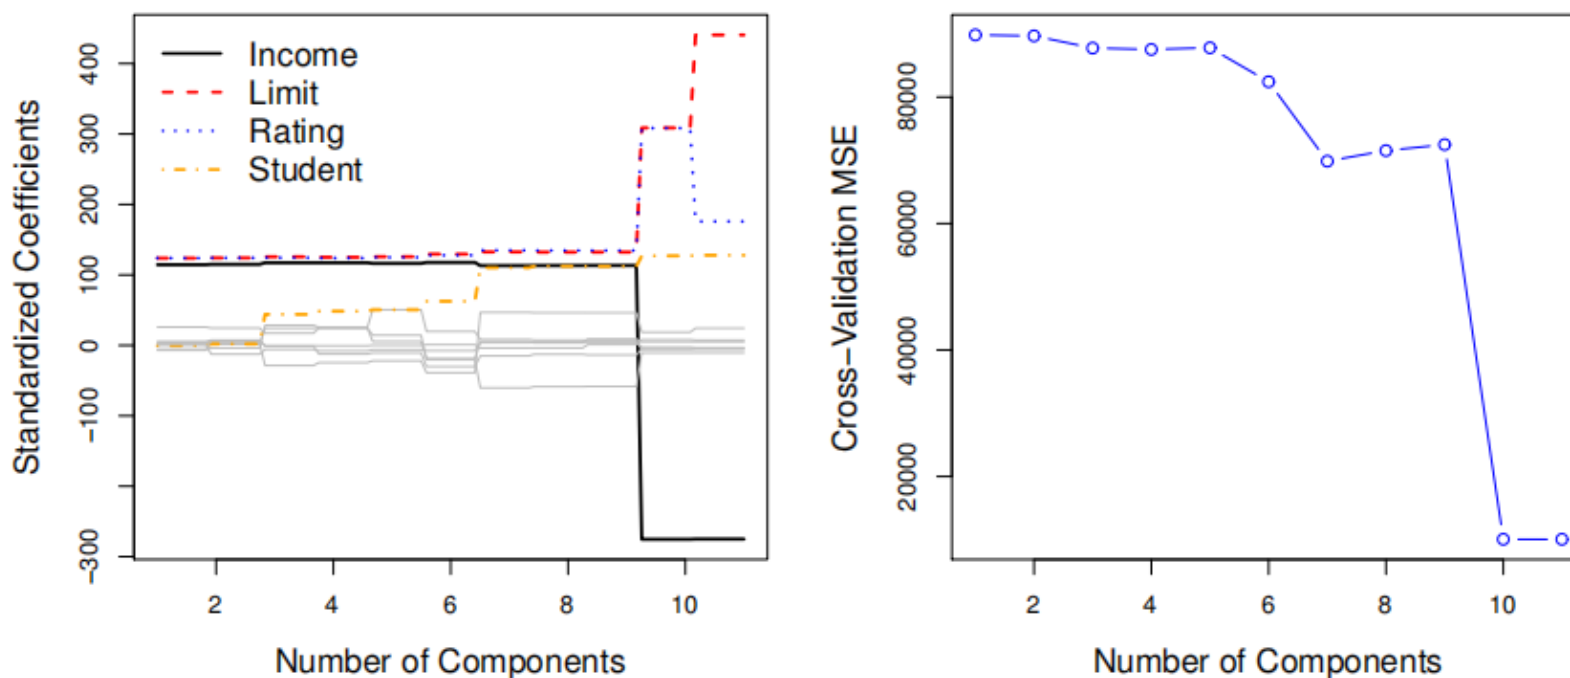 Standardized Coefficients
400
300
200
100
0
−100
−300
Income
Limit
Rating
Student
2 4 6 8 10
Number of Components
Cross−Validation MSE
80000
60000
40000
20000
2 4 6 8 10
Number of Components